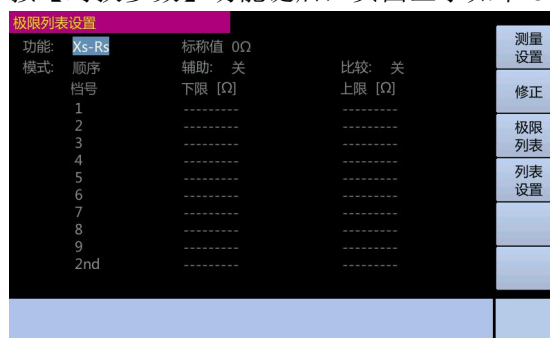 极限列表设置
功能: Xs-Rs 标称值 0Ω
模式: 顺序 辅助: 关 比较: 关
档号 下限 [Ω] 上限 [Ω]
1 --------- ---------
2 --------- ---------
3 --------- ---------
4 --------- ---------
5 --------- ---------
6 --------- ---------
7 --------- ---------
8 --------- ---------
9 --------- ---------
2nd --------- ---------
测量
设置
修正
极限
列表
列表
设置